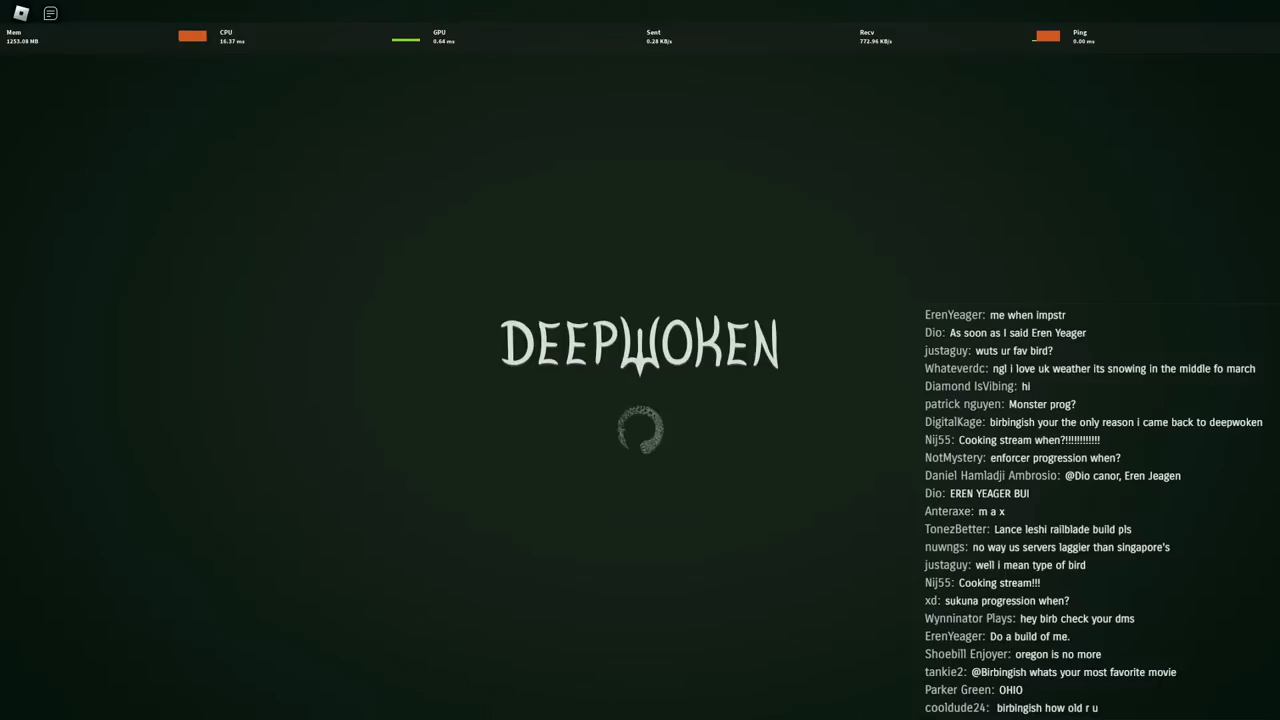 Mem
1253.08 MB
CPU
16.37 ms
GPU
0.64 ms
Sent
0.28 KB/s
Recv
772.96 KB/s
Ping
0.00 ms
DEEPWOKEN
ErenYeager: me when impstr
Dio: As soon as I said Eren Yeager
justaguy: wuts ur fav bird?
Whateverdc: ngl i love uk weather its snowing in the middle fo march
Diamond IsVibing: hi
patrick nguyen: Monster prog?
DigitalKage: birbingish your the only reason i came back to deepwoken
Nij55: Cooking stream when?!!!!!!!!!!!!
NotMystery: enforcer progression when?
Daniel Hamladji Ambrosio: @Dio canor, Eren Jeagen
Dio: EREN YEAGER BUI
Anteraxe: m a x
TonezBetter: Lance leshi railblade build pls
nuwngs: no way us servers laggier than singapore's
justaguy: well i mean type of bird
Nij55: Cooking stream!!!
xd: sukuna progression when?
Wynninator Plays: hey birb check your dms
ErenYeager: Do a build of me.
Shoebill Enjoyer: oregon is no more
tankie2: @Birbingish whats your most favorite movie
Parker Green: OHIO
cooldude24: birbingish how old r u